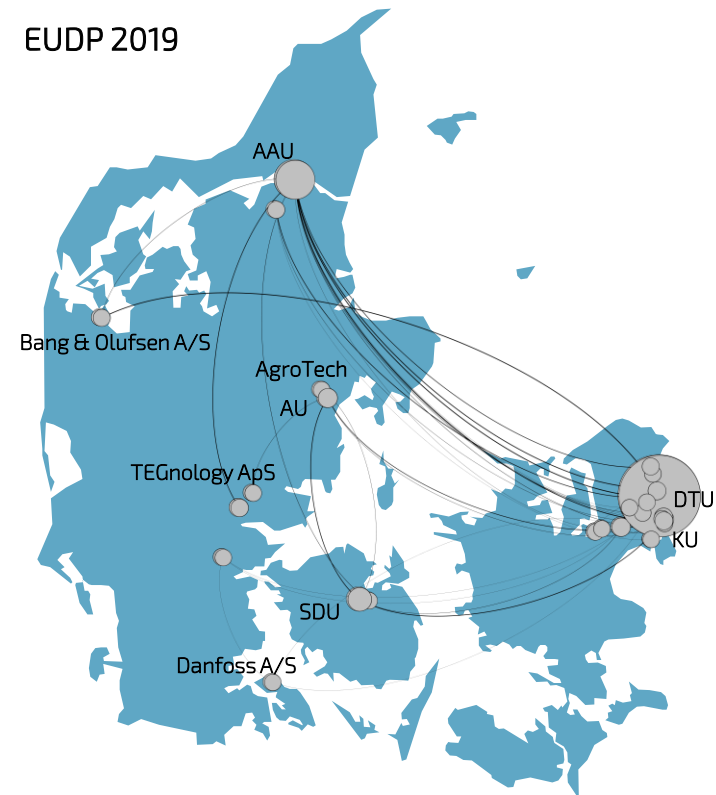 EUDP 2019
AAU
Bang & Olufsen A/S
AgroTech
AU
TEGnology ApS
DTU
KU
SDU
Danfoss A/S